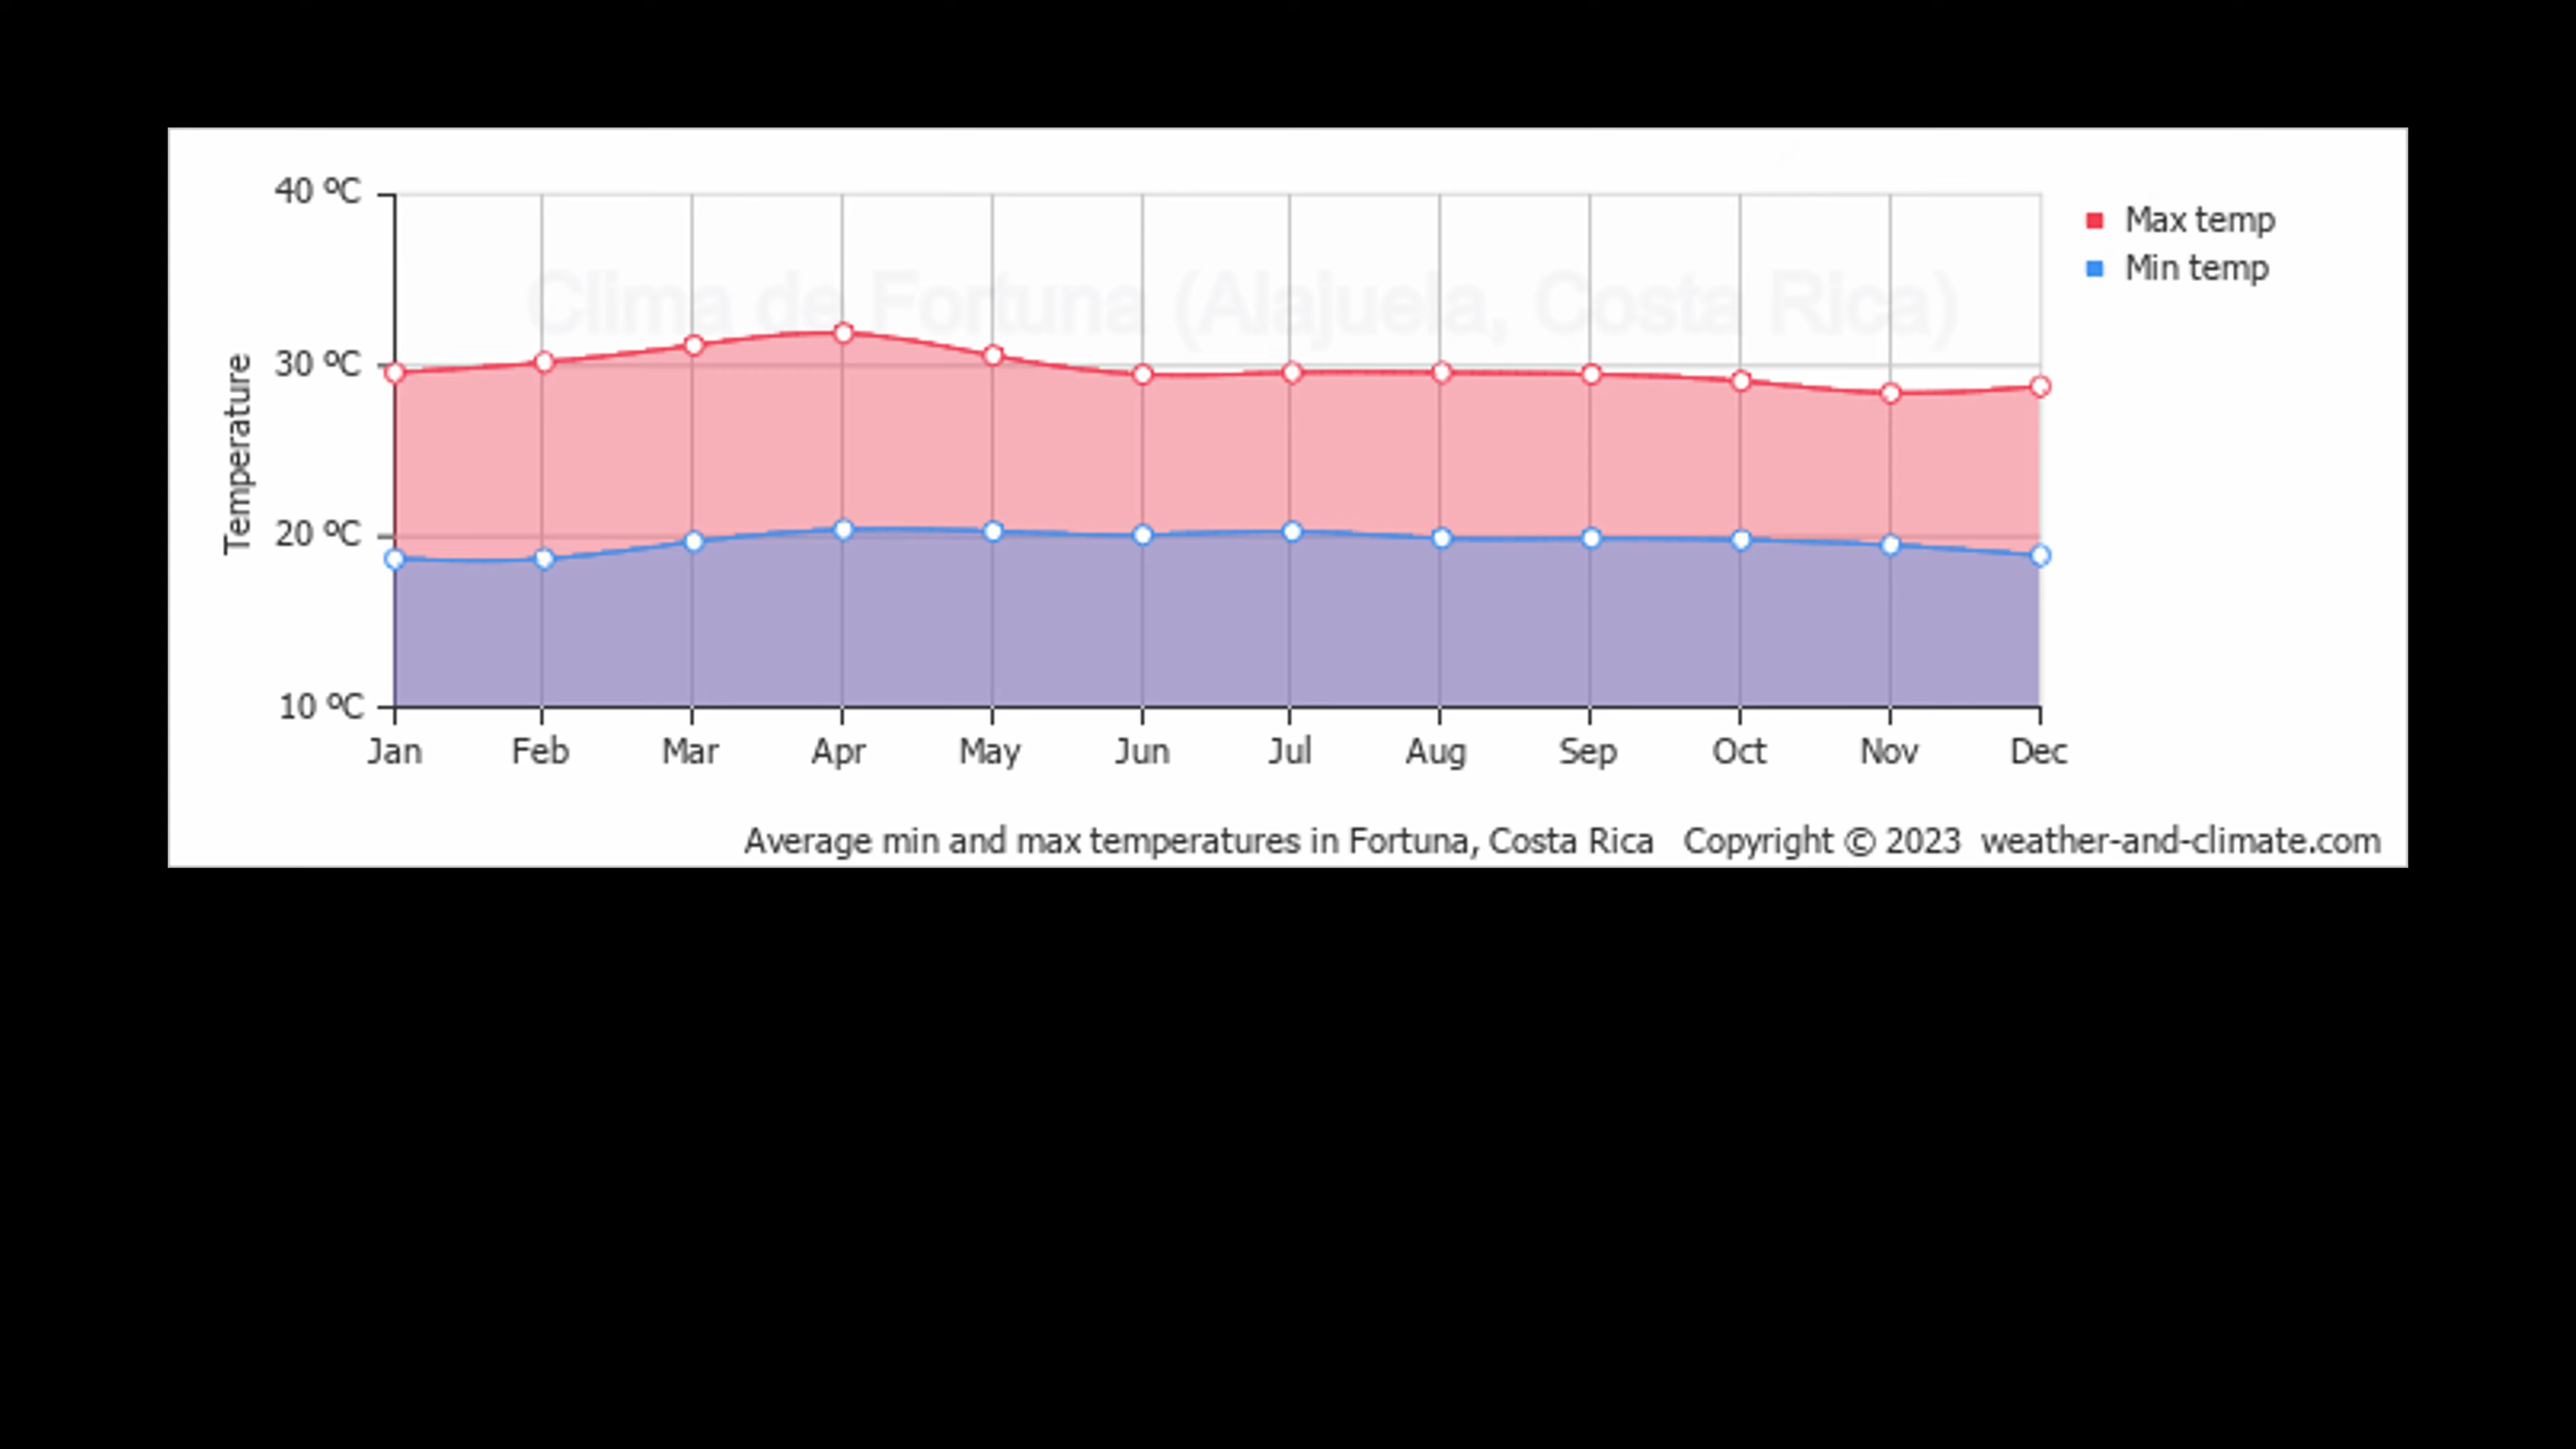 40 ºC
Max temp
Min temp
Clima de Fortuna (Alajuela, Costa Rica)
30 ºC
Temperature
20 ºC
10 ºC
Jan Feb Mar Apr May Jun Jul Aug Sep Oct Nov Dec
Average min and max temperatures in Fortuna, Costa Rica Copyright © 2023 weather-and-climate.com